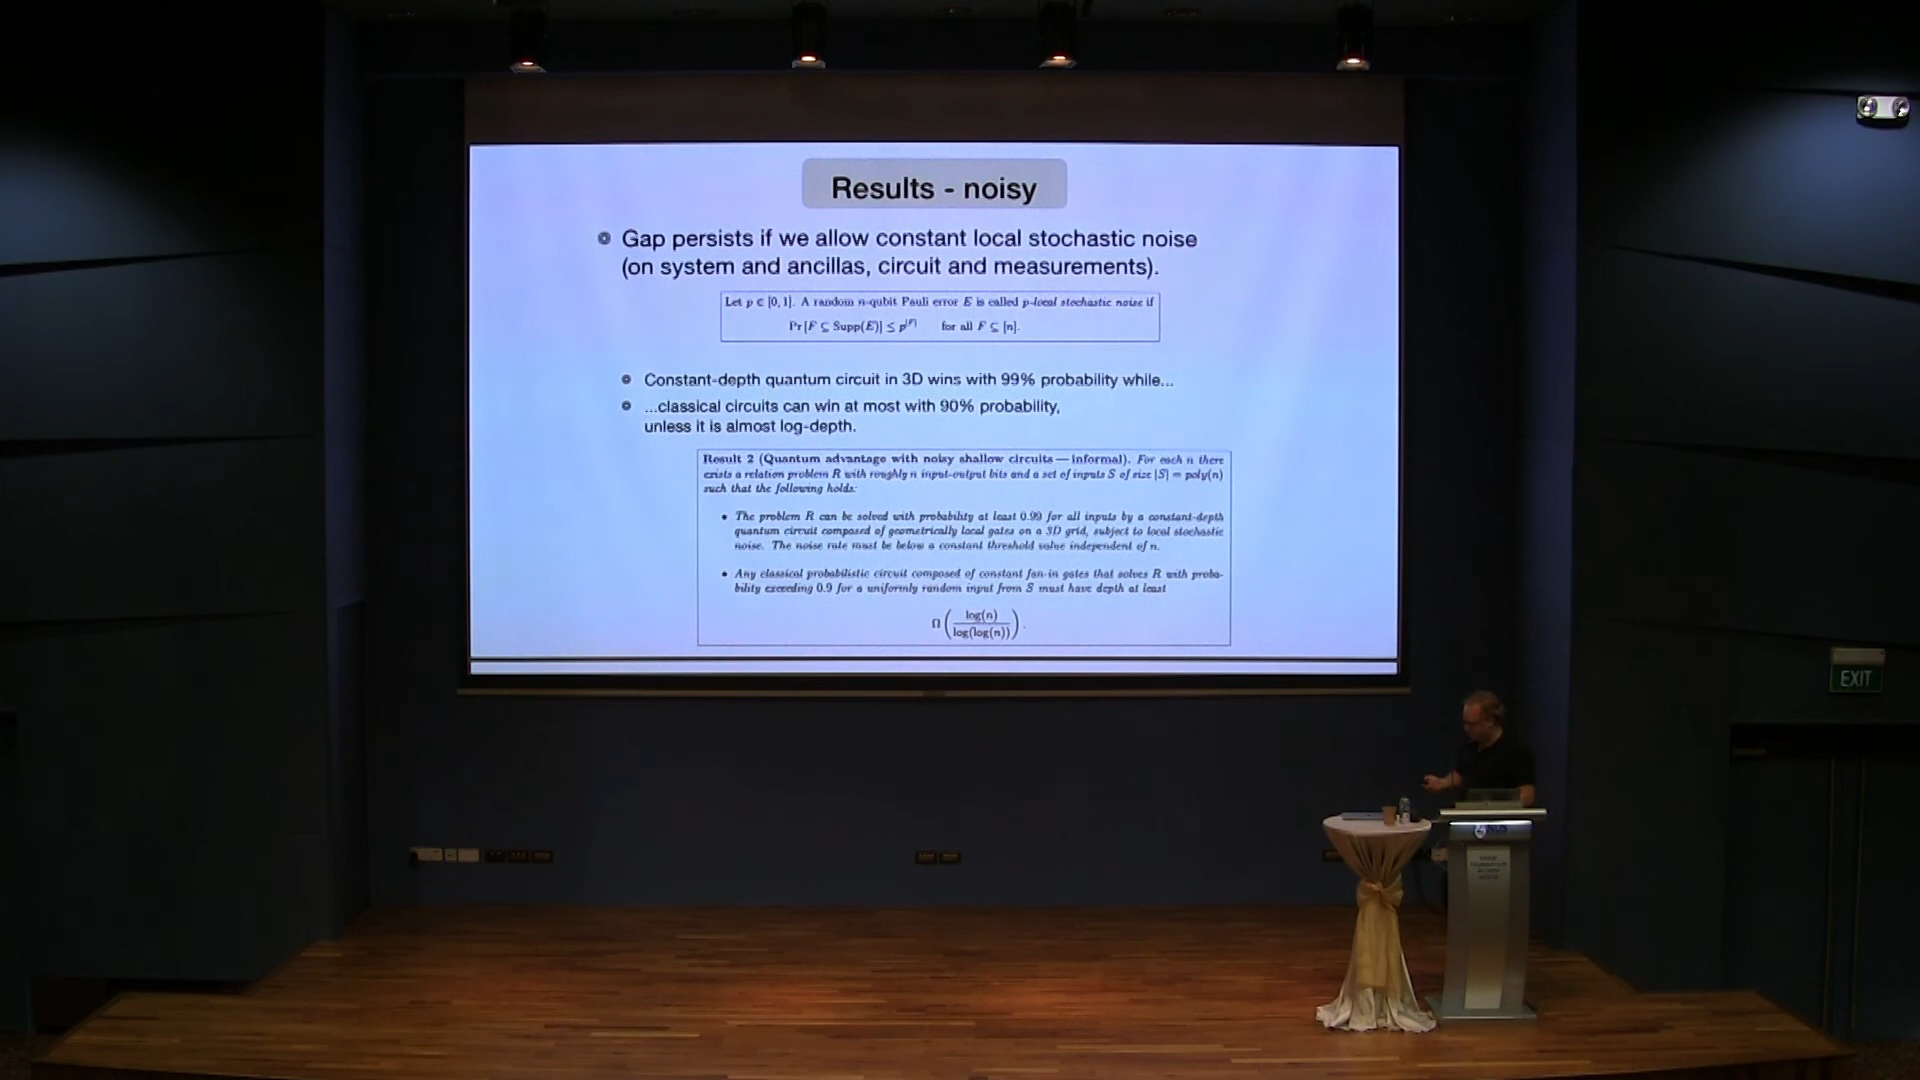 Results - noisy
Gap persists if we allow constant local stochastic noise
(on system and ancillas, circuit and measurements).
Let p ∈ [0, 1]. A random n-qubit Pauli error E is called p-local stochastic noise if
Pr[F ⊆ Supp(E)] ≤ p^|F| for all F ⊆ [n].
Constant-depth quantum circuit in 3D wins with 99% probability while...
...classical circuits can win at most with 90% probability,
unless it is almost log-depth.
Result 2 (Quantum advantage with noisy shallow circuits — informal). For each n there
exists a relation problem R with roughly n input-output bits and a set of inputs S of size |S| = poly(n)
such that the following holds:
• The problem R can be solved with probability at least 0.99 for all inputs by a constant-depth
quantum circuit composed of geometrically local gates on a 3D grid, subject to local stochastic
noise. The noise rate must be below a constant threshold value independent of n.
• Any classical probabilistic circuit composed of constant fan-in gates that solves R with proba-
bility exceeding 0.9 for a uniformly random input from S must have depth at least
Ω ( log(n) / log(log(n)) ) .
EXIT